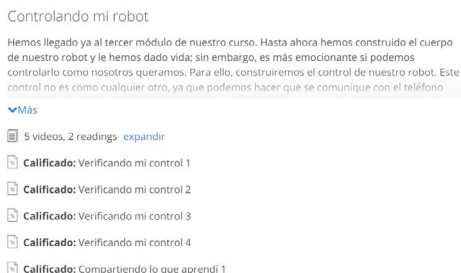 Controlando mi robot
Hemos llegado ya al tercer módulo de nuestro curso. Hasta ahora hemos construido el cuerpo
de nuestro robot y le hemos dado vida; sin embargo, es más emocionante si podemos
controlarlo como nosotros queramos. Para ello, construiremos el control de nuestro robot. Este
control no es como cualquier otro, ya que podemos hacer que se comunique con el teléfono
Más
5 videos, 2 readings expandir
Calificado: Verificando mi control 1
Calificado: Verificando mi control 2
Calificado: Verificando mi control 3
Calificado: Verificando mi control 4
Calificado: Compartiendo lo que aprendí 1